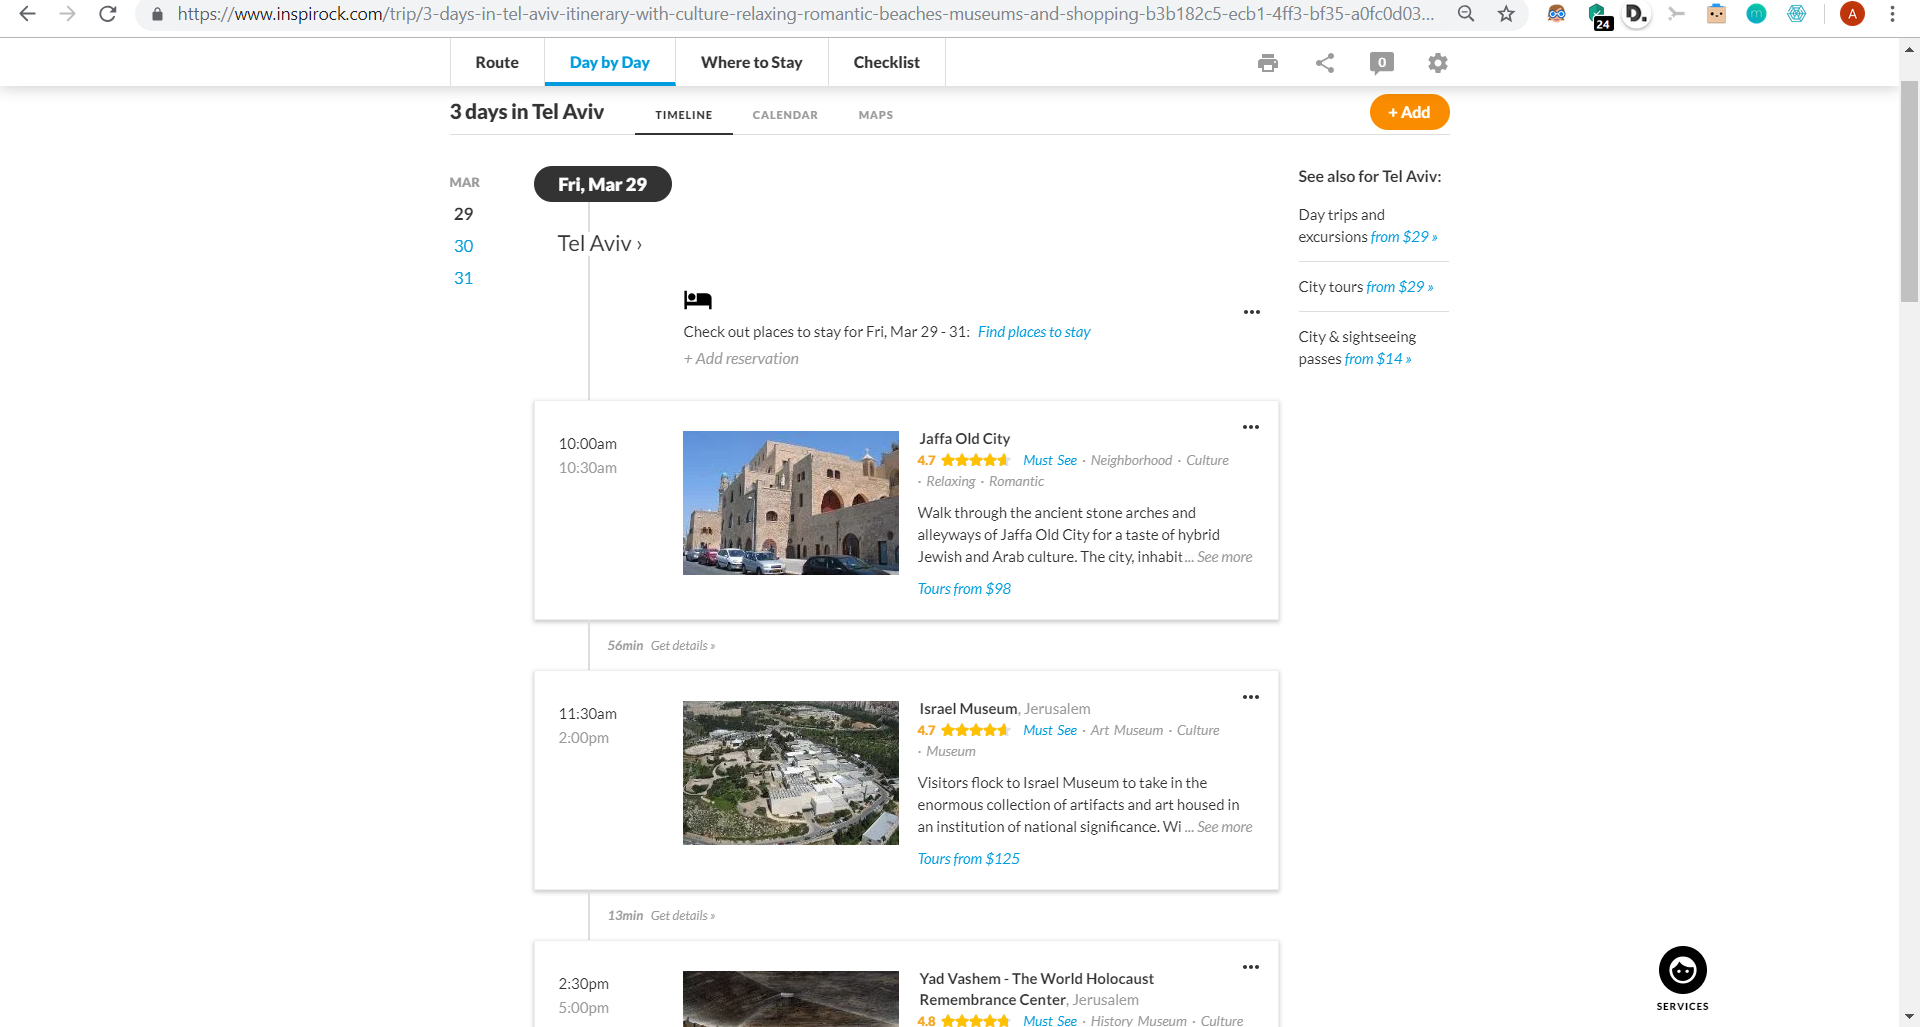 https://www.inspirock.com/trip/3-days-in-tel-aviv-itinerary-with-culture-relaxing-romantic-beaches-museums-and-shopping-b3b182c5-ecb1-4ff3-bf35-a0fc0d03...
24
D.
m
A
Route
Day by Day
Where to Stay
Checklist
0
3 days in Tel Aviv
TIMELINE
CALENDAR
MAPS
+ Add
MAR
29
30
31
Fri, Mar 29
Tel Aviv ›
Check out places to stay for Fri, Mar 29 - 31: Find places to stay
+ Add reservation
See also for Tel Aviv:
Day trips and
excursions from $29 »
City tours from $29 »
City & sightseeing
passes from $14 »
10:00am
10:30am
Jaffa Old City
4.7 Must See · Neighborhood · Culture
· Relaxing · Romantic
Walk through the ancient stone arches and
alleyways of Jaffa Old City for a taste of hybrid
Jewish and Arab culture. The city, inhabit ... See more
Tours from $98
56min Get details »
11:30am
2:00pm
Israel Museum, Jerusalem
4.7 Must See · Art Museum · Culture
· Museum
Visitors flock to Israel Museum to take in the
enormous collection of artifacts and art housed in
an institution of national significance. Wi ... See more
Tours from $125
13min Get details »
2:30pm
5:00pm
Yad Vashem - The World Holocaust
Remembrance Center, Jerusalem
4.8 Must See · History Museum · Culture
SERVICES